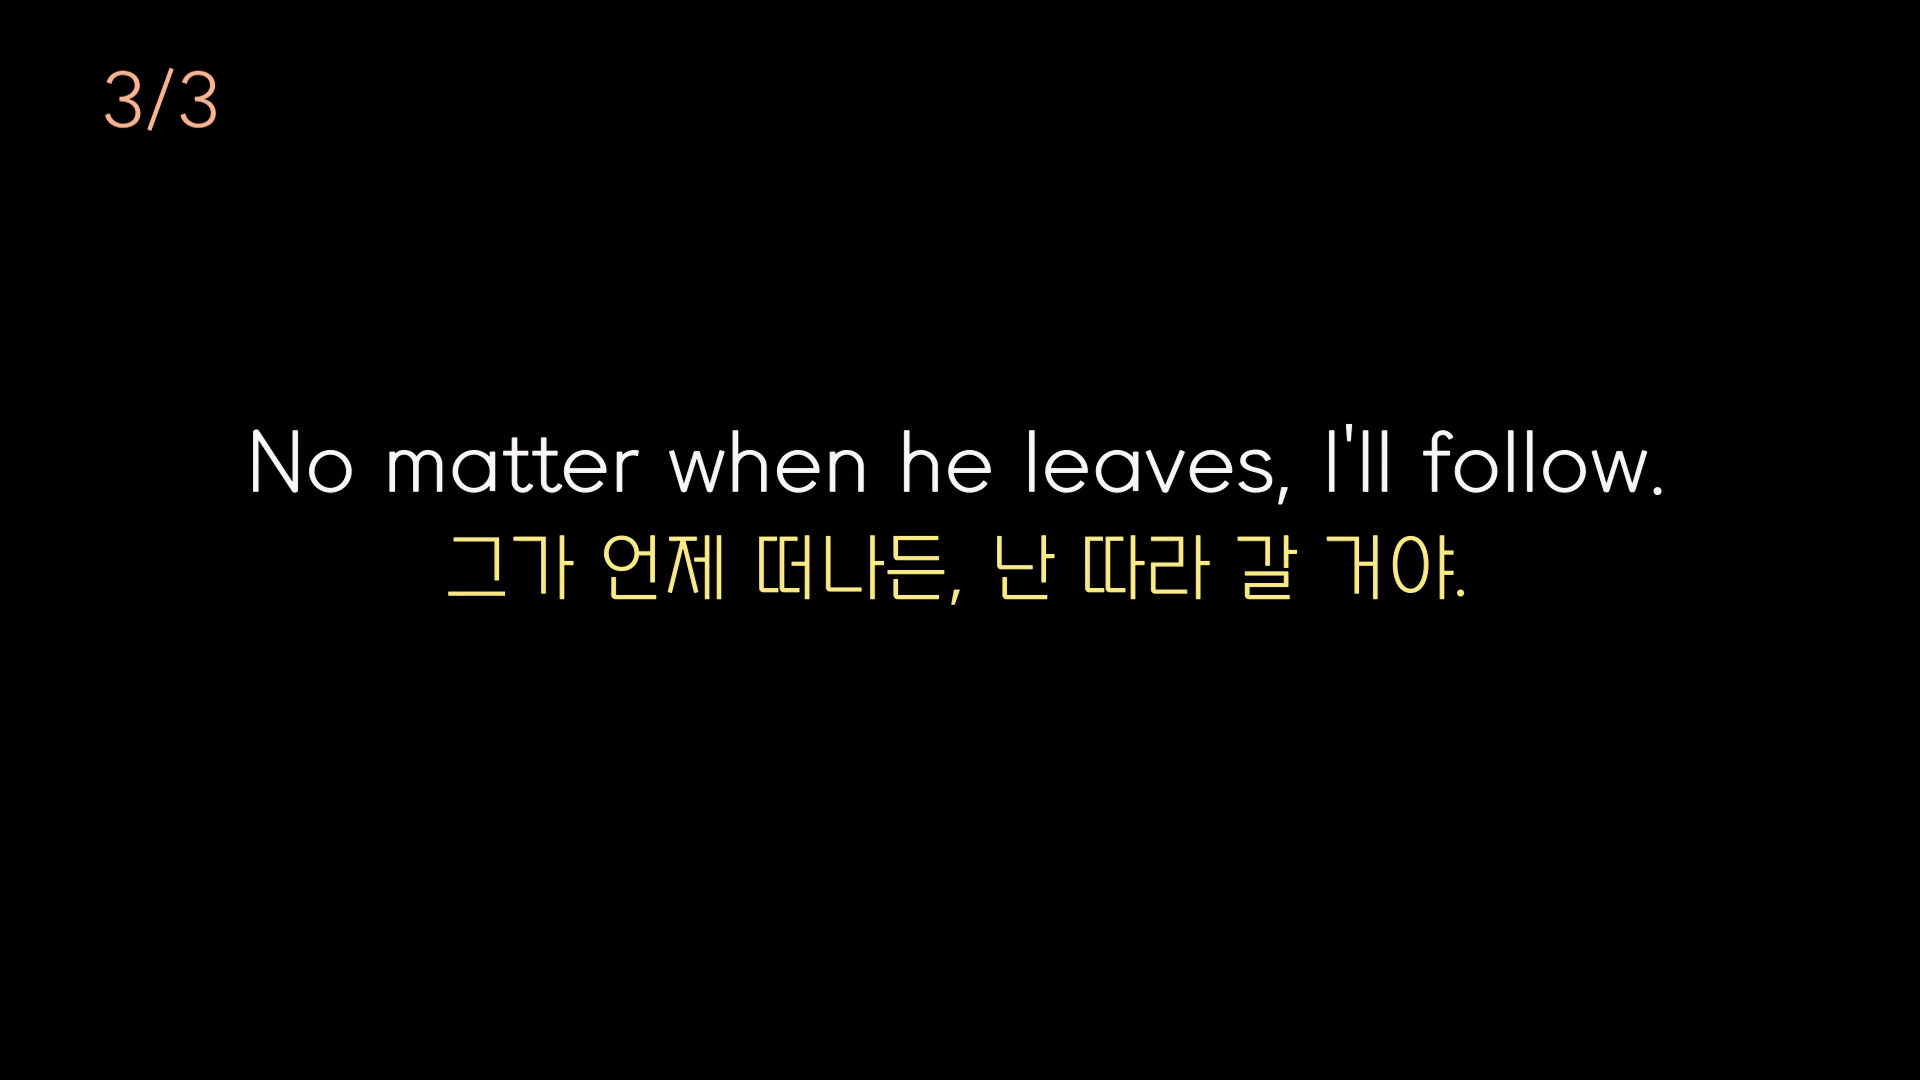 3/3
No matter when he leaves, I'll follow.
그가 언제 떠나든, 난 따라 갈 거야.